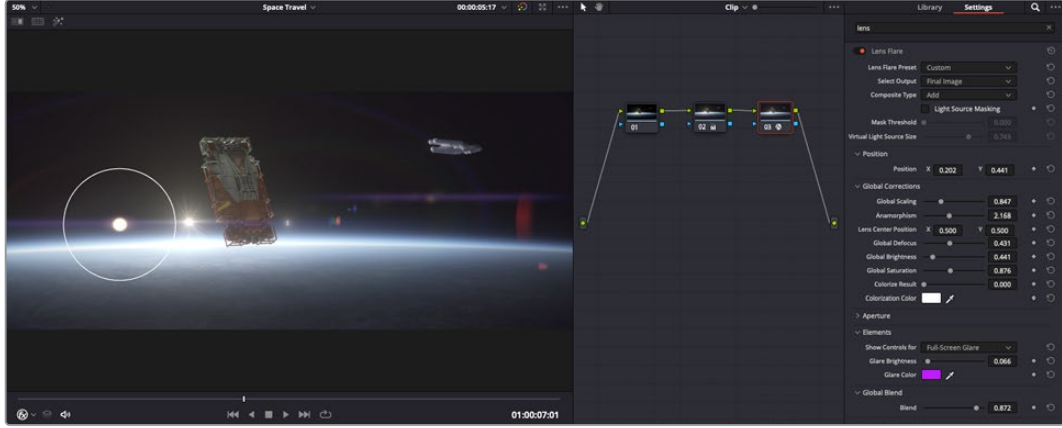 50% Space Travel 00:00:05:17
Clip
Library Settings
lens
Lens Flare
Lens Flare Preset Custom
Select Output Final Image
Composite Type Add
Light Source Masking
Mask Threshold 0.000
Virtual Light Source Size 0.743
Position
Position X 0.202 Y 0.441
Global Corrections
Global Scaling 0.847
Anamorphism 2.168
Lens Center Position X 0.500 Y 0.500
Global Defocus 0.431
Global Brightness 0.441
Global Saturation 0.876
Colorize Result 0.000
Colorization Color
Aperture
Elements
Show Controls for Full-Screen Glare
Glare Brightness 0.066
Glare Color
Global Blend
Blend 0.872
01
02
03
01:00:07:01